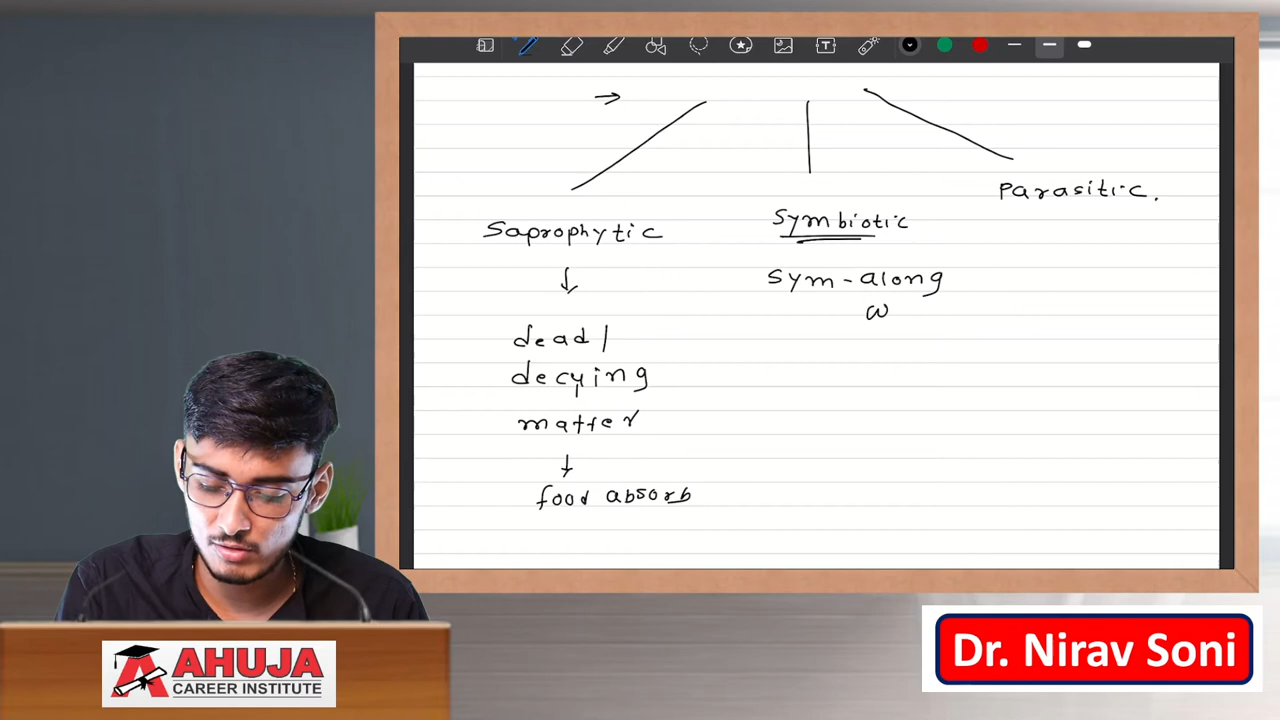 →
Parasitic.
Saprophytic
Symbiotic
Sym-along
ω
↓
dead/
decying
matter
↓
food absorb
AHUJA
CAREER INSTITUTE
Dr. Nirav Soni